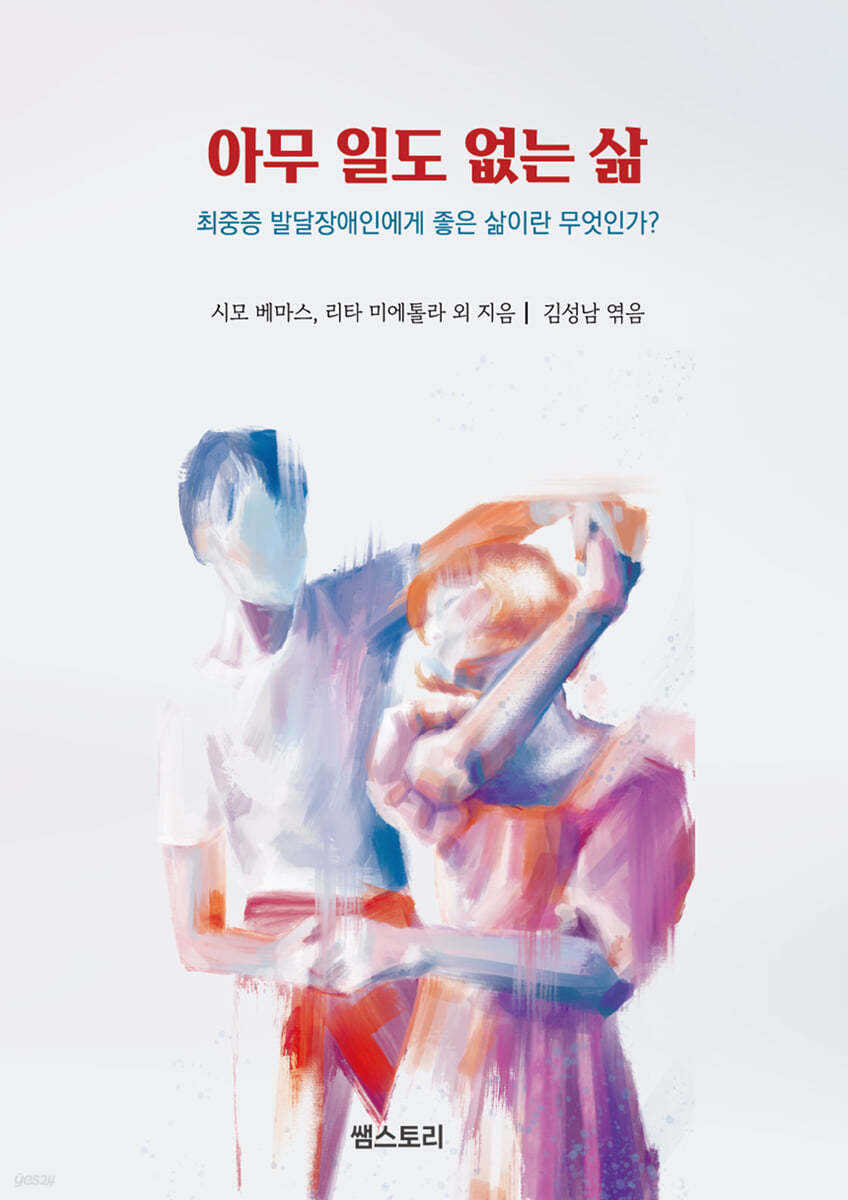 아무 일도 없는 삶
최중증 발달장애인에게 좋은 삶이란 무엇인가?
시모 베마스, 리타 미에톨라 외 지음 | 김성남 엮음
쌤스토리
yes24